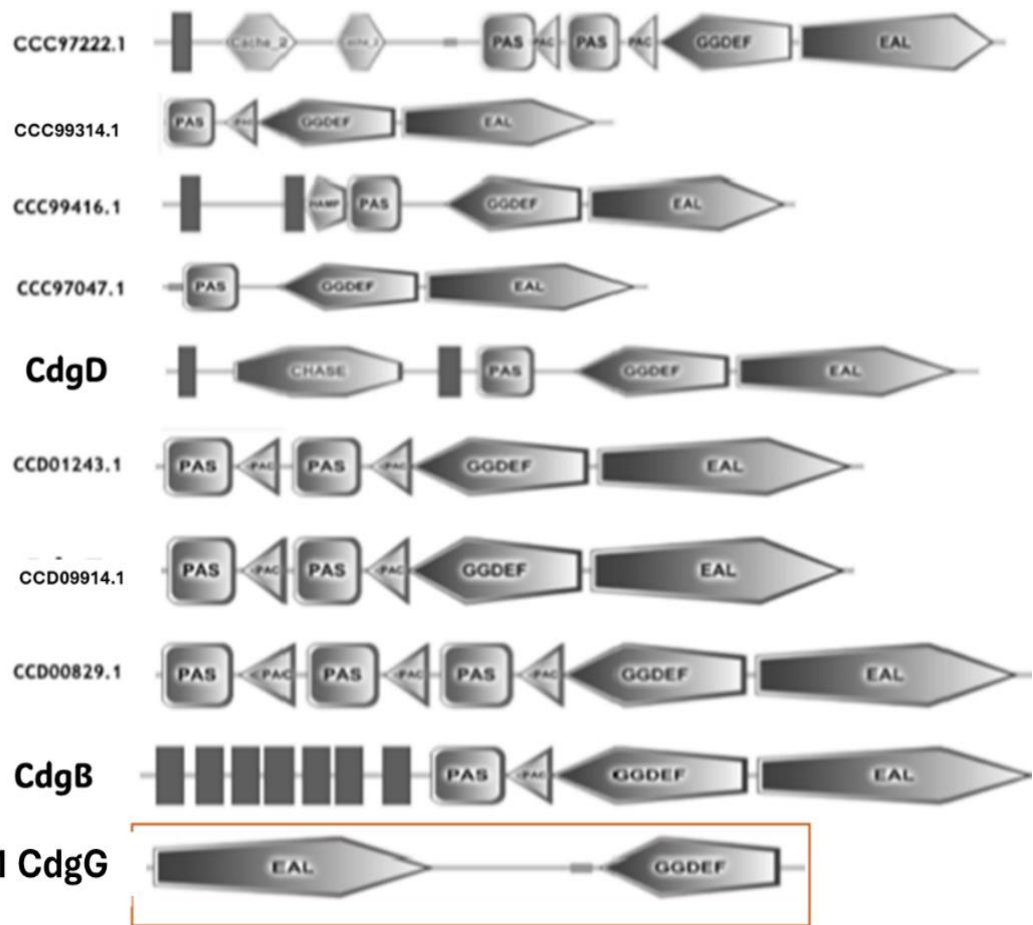 CCC97222.1 Cache_2 PAS PAC PAS PAC GGDEF EAL
CCC99314.1 PAS PAC GGDEF EAL
CCC99416.1 HAMP PAS GGDEF EAL
CCC97047.1 PAS GGDEF EAL
CdgD CHASE PAS GGDEF EAL
CCD01243.1 PAS PAC PAS PAC GGDEF EAL
CCD09914.1 PAS PAC PAS PAC GGDEF EAL
CCD00829.1 PAS PAC PAS PAC PAS PAC GGDEF EAL
CdgB PAS PAC GGDEF EAL
CdgG EAL GGDEF